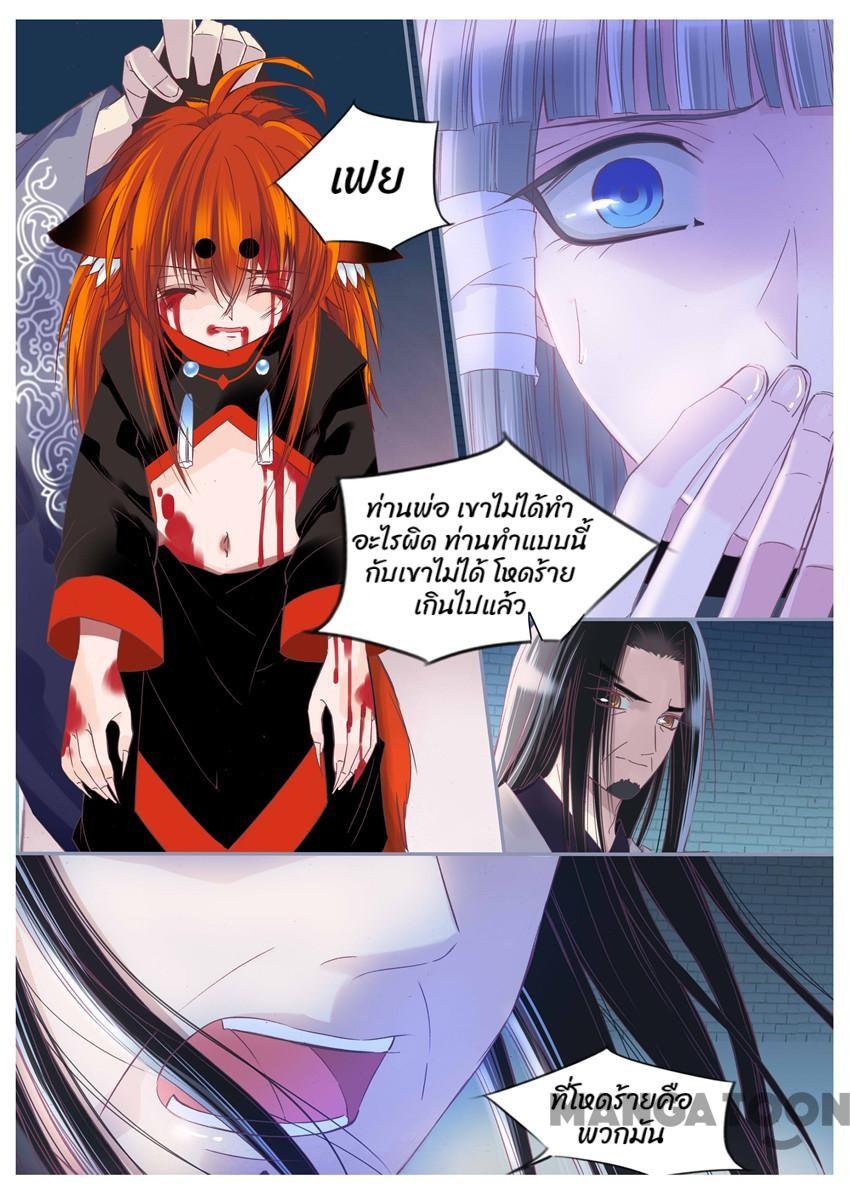 เฟย
ท่านพ่อ เขาไม่ได้ทำ
อะไรผิด ท่านทำแบบนี้
กับเขาไม่ได้ โหดร้าย
เกินไปแล้ว
ที่โหดร้ายคือ
พวกมัน
MANGATOON